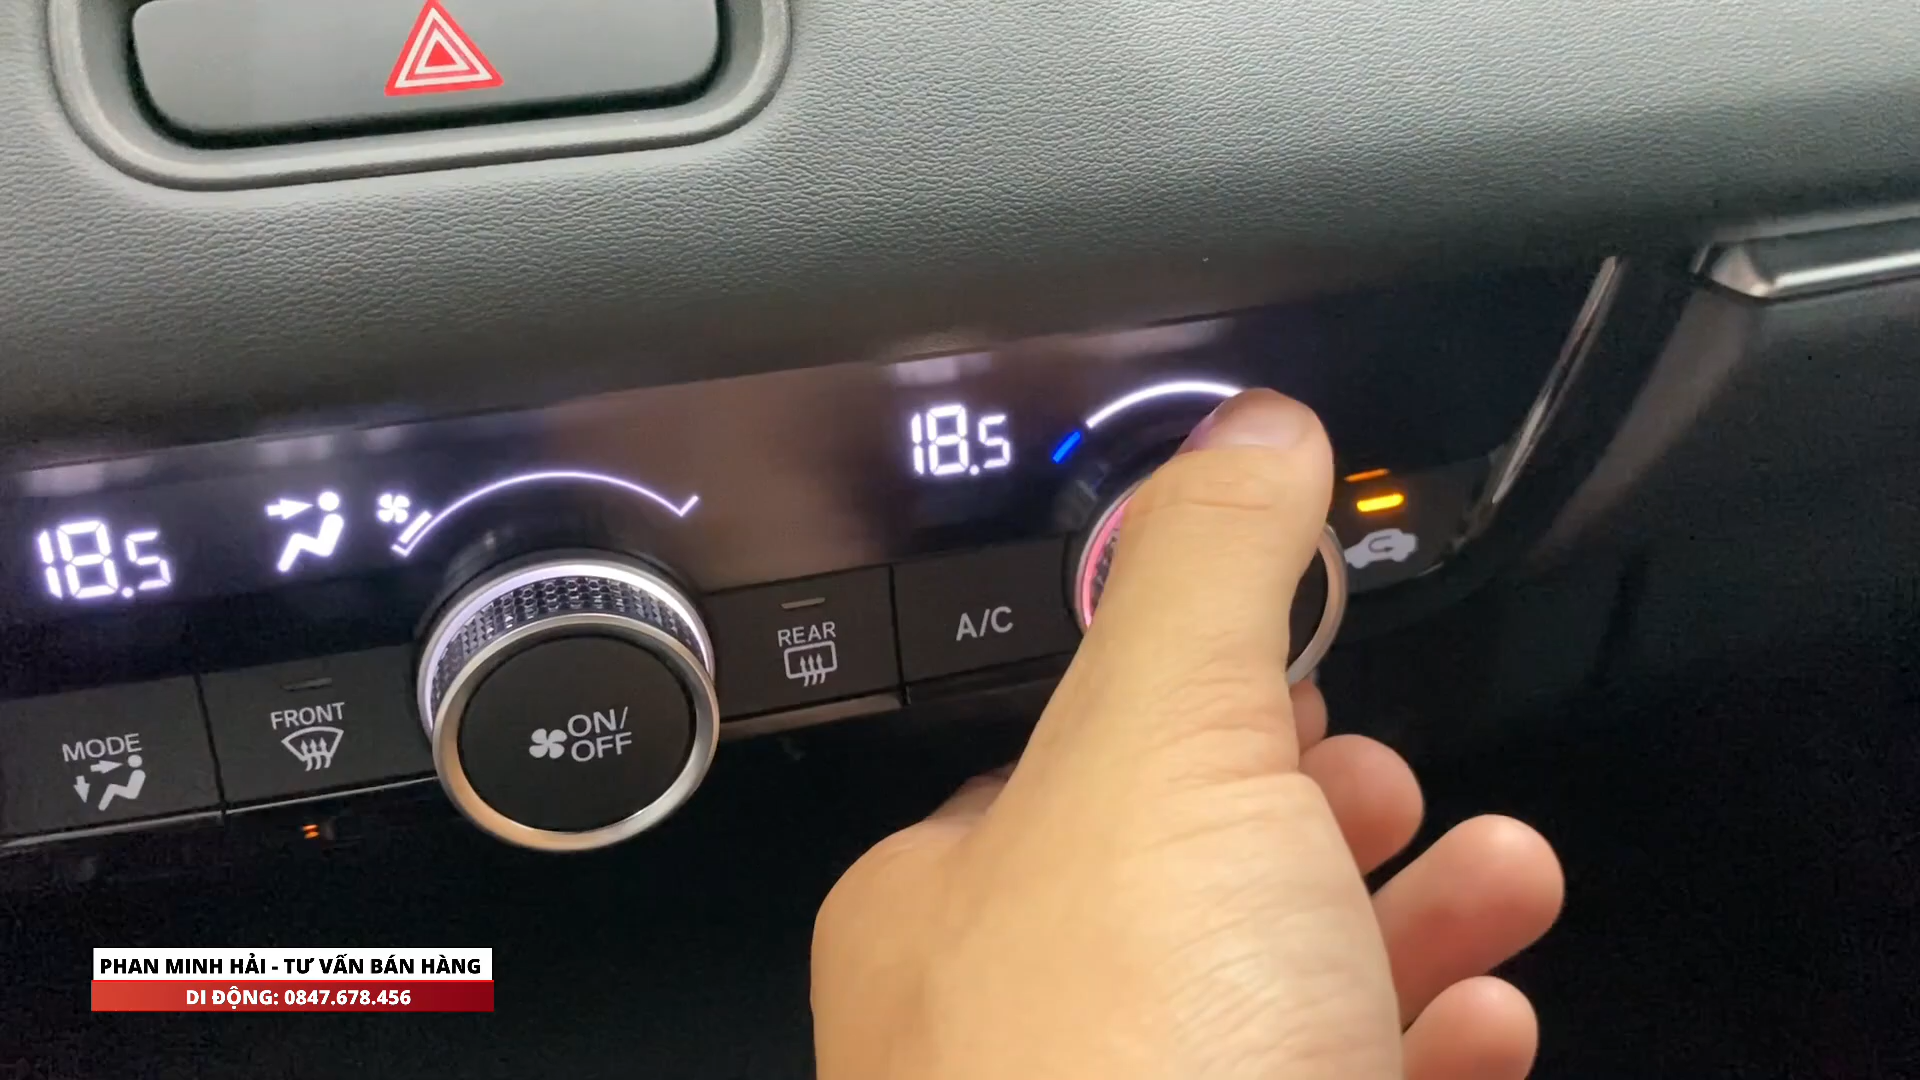 18.5
18.5
MODE
FRONT
ON/
OFF
REAR
A/C
PHAN MINH HẢI - TƯ VẤN BÁN HÀNG
DI ĐỘNG: 0847.678.456